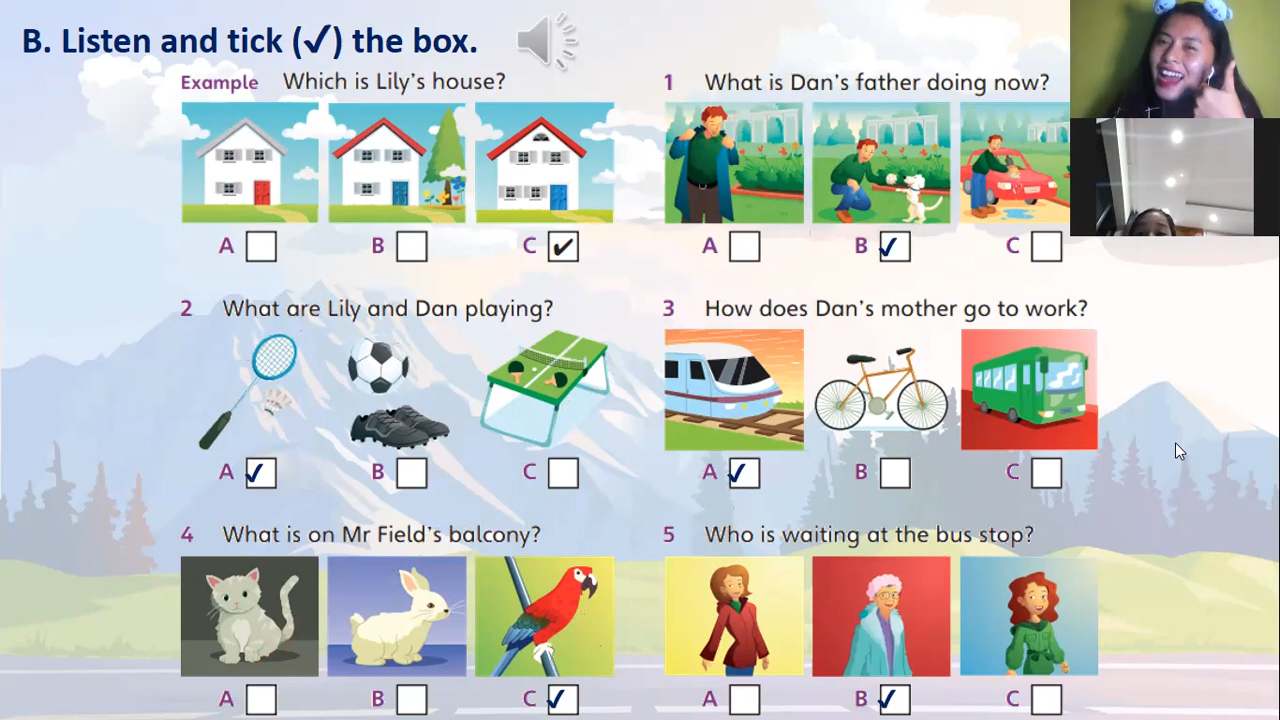 B. Listen and tick (✓) the box.
Example Which is Lily's house?
A B C ✔
1 What is Dan's father doing now?
A B ✓ C
2 What are Lily and Dan playing?
A ✓ B C
3 How does Dan's mother go to work?
A ✓ B C
4 What is on Mr Field's balcony?
A B C ✓
5 Who is waiting at the bus stop?
A B ✓ C